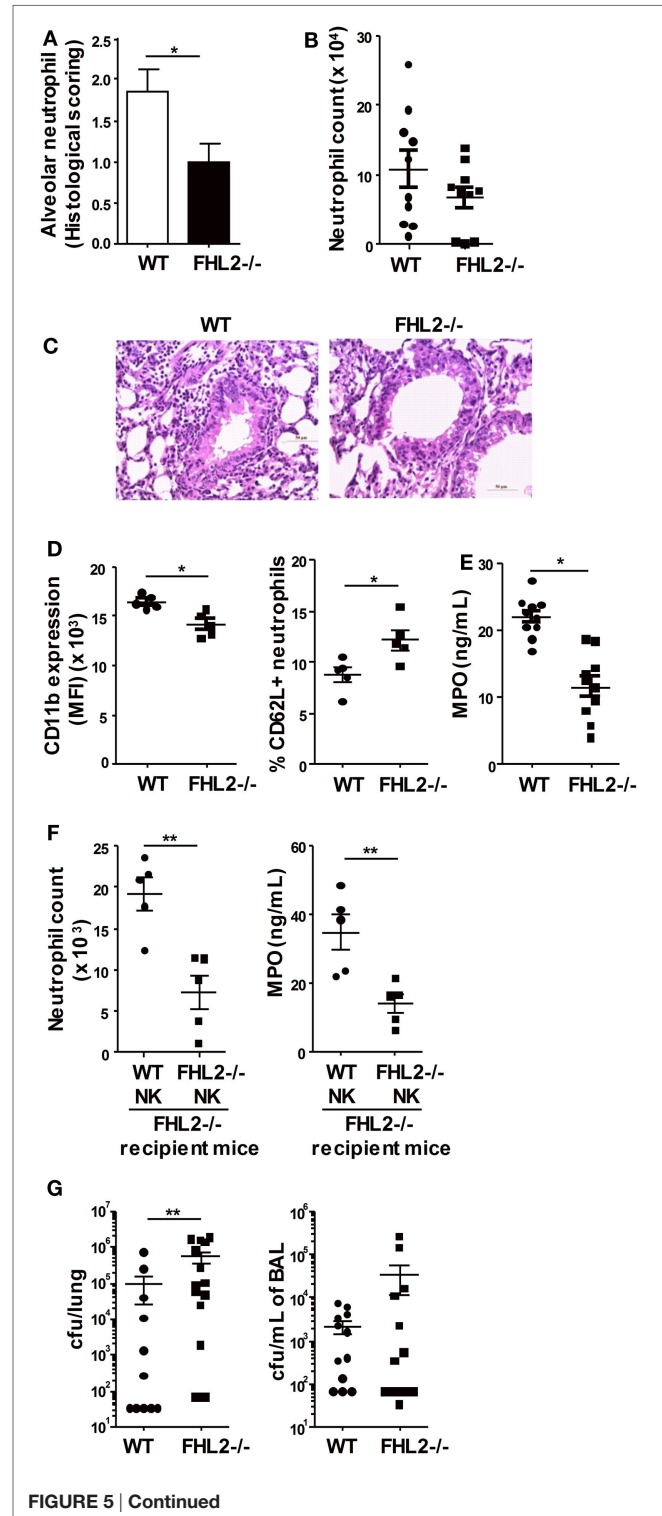 A
Alveolar neutrophil
(Histological scoring)
2.5
2.0
1.5
1.0
0.5
0.0
*
WT
FHL2-/-
B
Neutrophil count (x 10⁴)
30
20
10
0
WT
FHL2-/-
C
WT
FHL2-/-
50 µm
50 µm
D
CD11b expression
(MFI) (x 10³)
20
15
10
5
0
*
WT
FHL2-/-
% CD62L+ neutrophils
20
15
10
5
0
*
WT
FHL2-/-
E
MPO (ng/mL)
30
20
10
0
*
WT
FHL2-/-
F
Neutrophil count
(x 10³)
25
20
15
10
5
0
**
WT FHL2-/-
NK NK
FHL2-/-
recipient mice
MPO (ng/mL)
60
40
20
0
**
WT FHL2-/-
NK NK
FHL2-/-
recipient mice
G
cfu/lung
10⁷
10⁶
10⁵
10⁴
10³
10²
10¹
**
WT
FHL2-/-
cfu/mL of BAL
10⁶
10⁵
10⁴
10³
10²
10¹
WT
FHL2-/-
FIGURE 5 | Continued